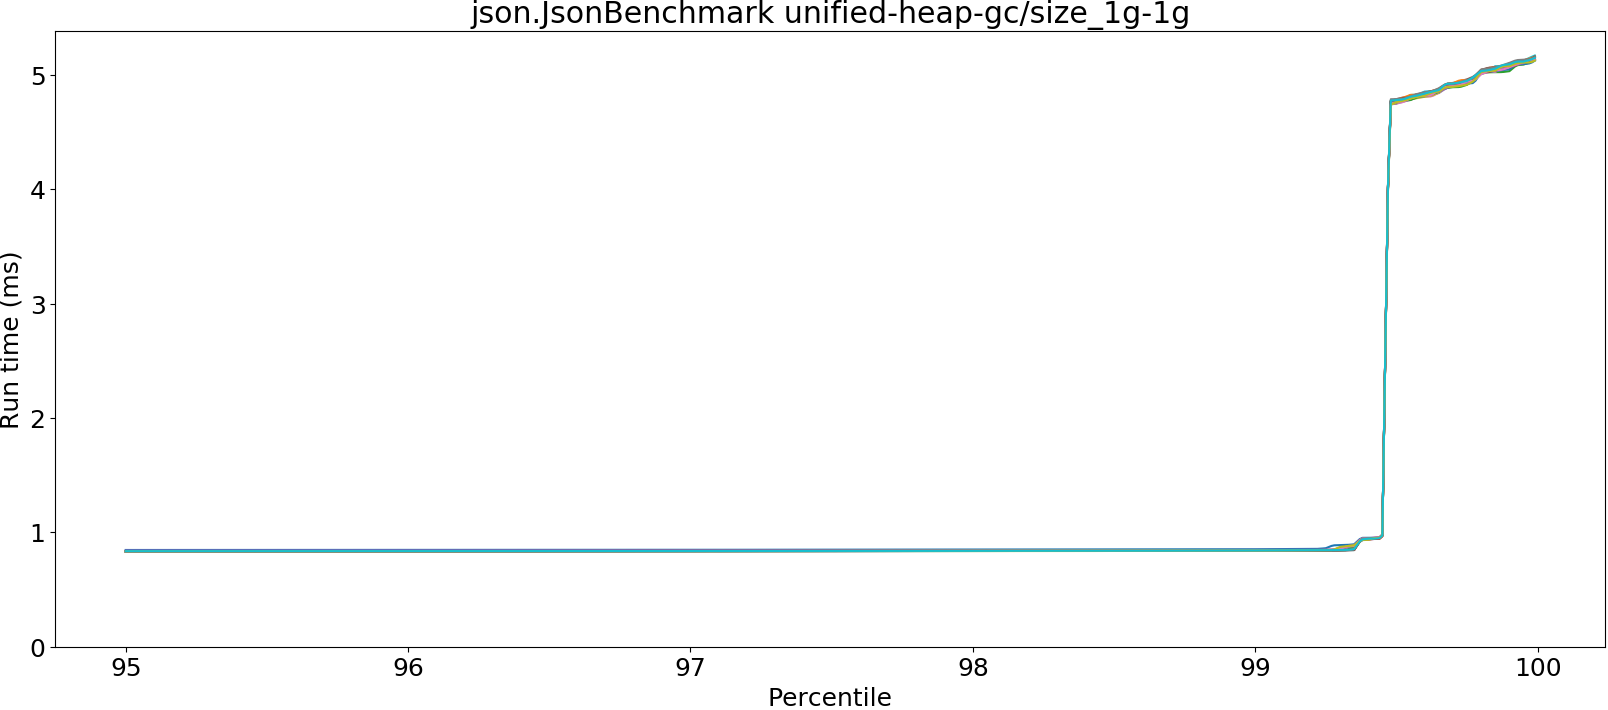 json.JsonBenchmark unified-heap-gc/size_1g-1g
Run time (ms)
5
4
3
2
1
0
95 96 97 98 99 100
Percentile